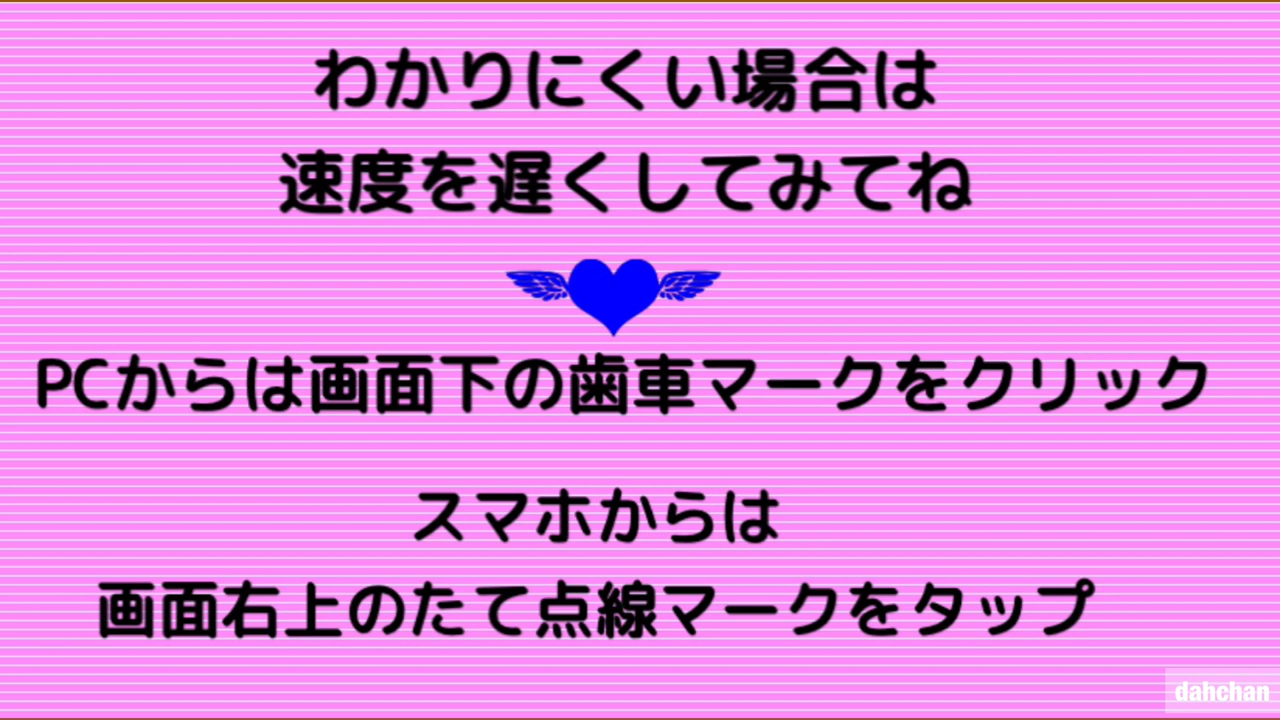 わかりにくい場合は
速度を遅くしてみてね
PCからは画面下の歯車マークをクリック
スマホからは
画面右上のたて点線マークをタップ
dahchan